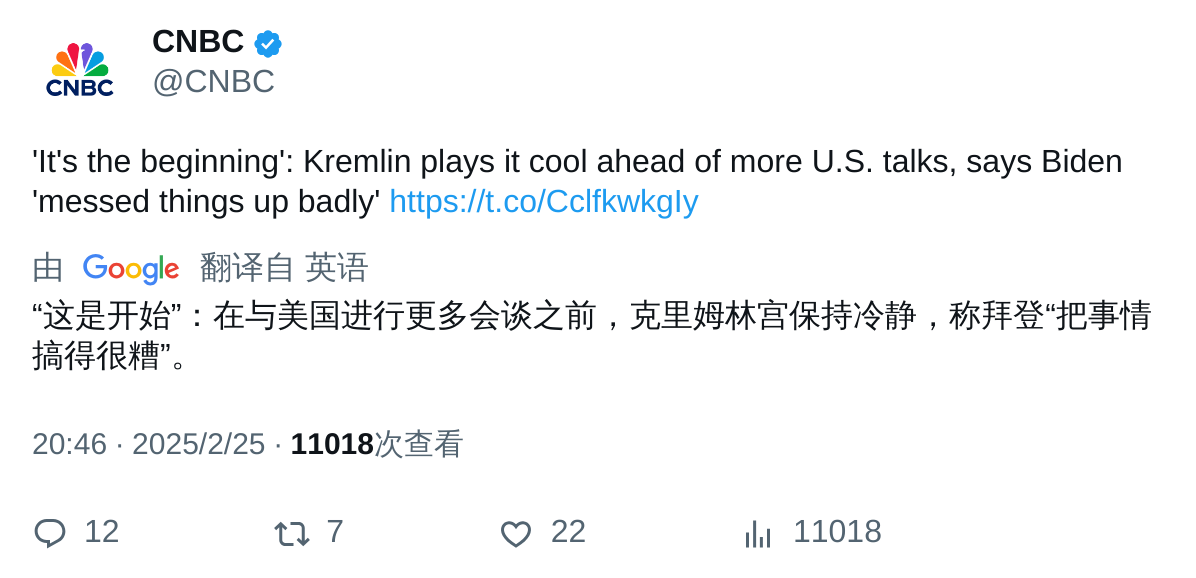 CNBC
CNBC
@CNBC
'It's the beginning': Kremlin plays it cool ahead of more U.S. talks, says Biden
'messed things up badly' https://t.co/CclfkwkgIy
由 Google 翻译自 英语
“这是开始”：在与美国进行更多会谈之前，克里姆林宫保持冷静，称拜登“把事情
搞得很糟”。
20:46 · 2025/2/25 · 11018次查看
12 7 22 11018